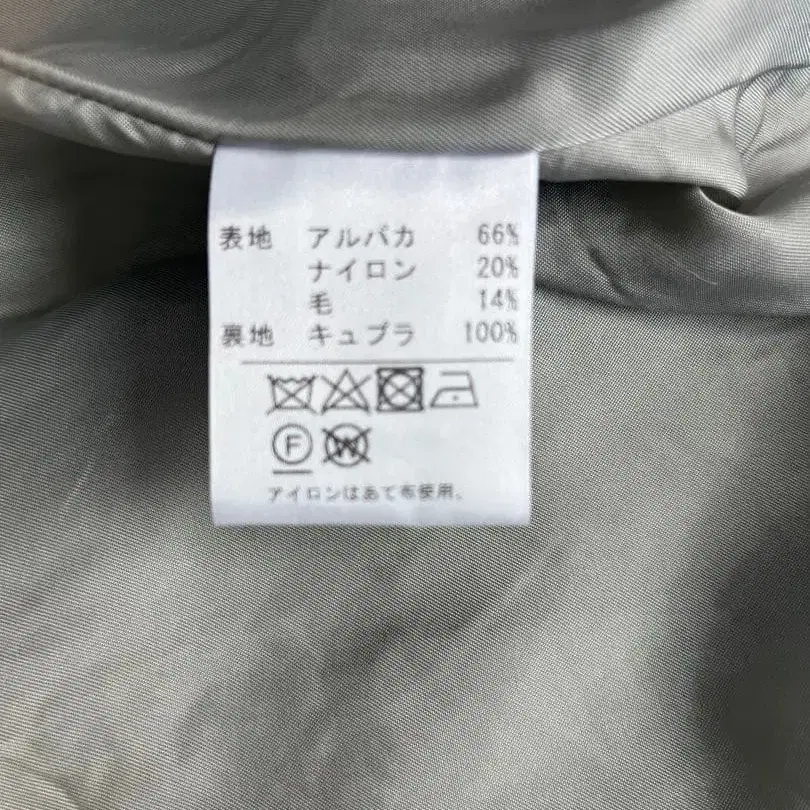 表地 アルパカ 66%
ナイロン 20%
毛 14%
裏地 キュプラ 100%
F W
アイロンはあて布使用。